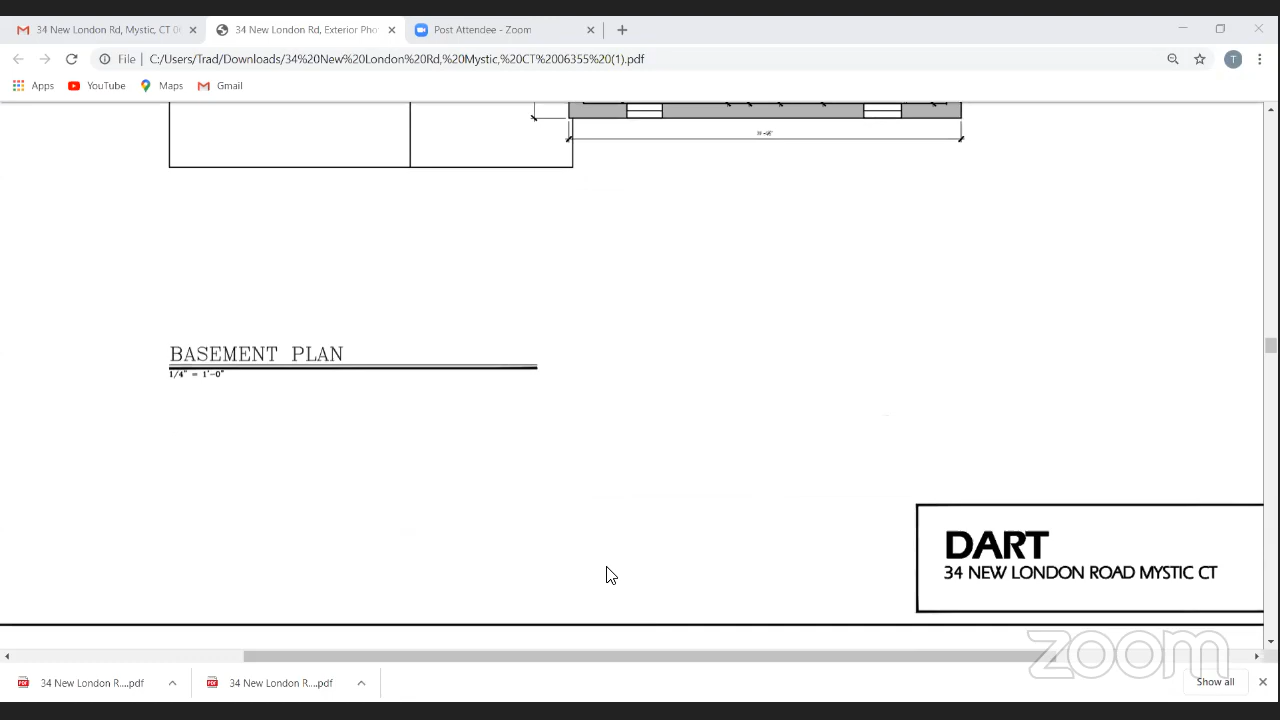 34 New London Rd, Mystic, CT 0
34 New London Rd, Exterior Pho
Post Attendee - Zoom
File
C:/Users/Trad/Downloads/34%20New%20London%20Rd,%20Mystic,%20CT%2006355%20(1).pdf
T
Apps
YouTube
Maps
Gmail
BASEMENT PLAN
1/4" = 1'-0"
DART
34 NEW LONDON ROAD MYSTIC CT
zoom
34 New London R....pdf
34 New London R....pdf
Show all